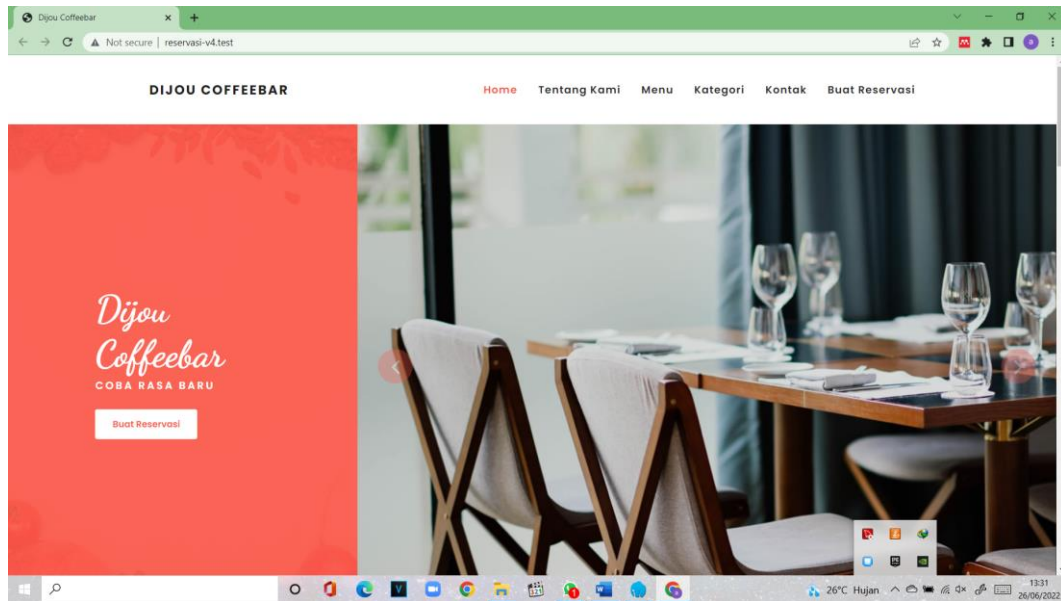 Dijou Coffeebar
Not secure | reservasi-v4.test
DIJOU COFFEEBAR
Home Tentang Kami Menu Kategori Kontak Buat Reservasi
Dijou
Coffeebar
COBA RASA BARU
Buat Reservasi
26°C Hujan
13:31
26/06/2022